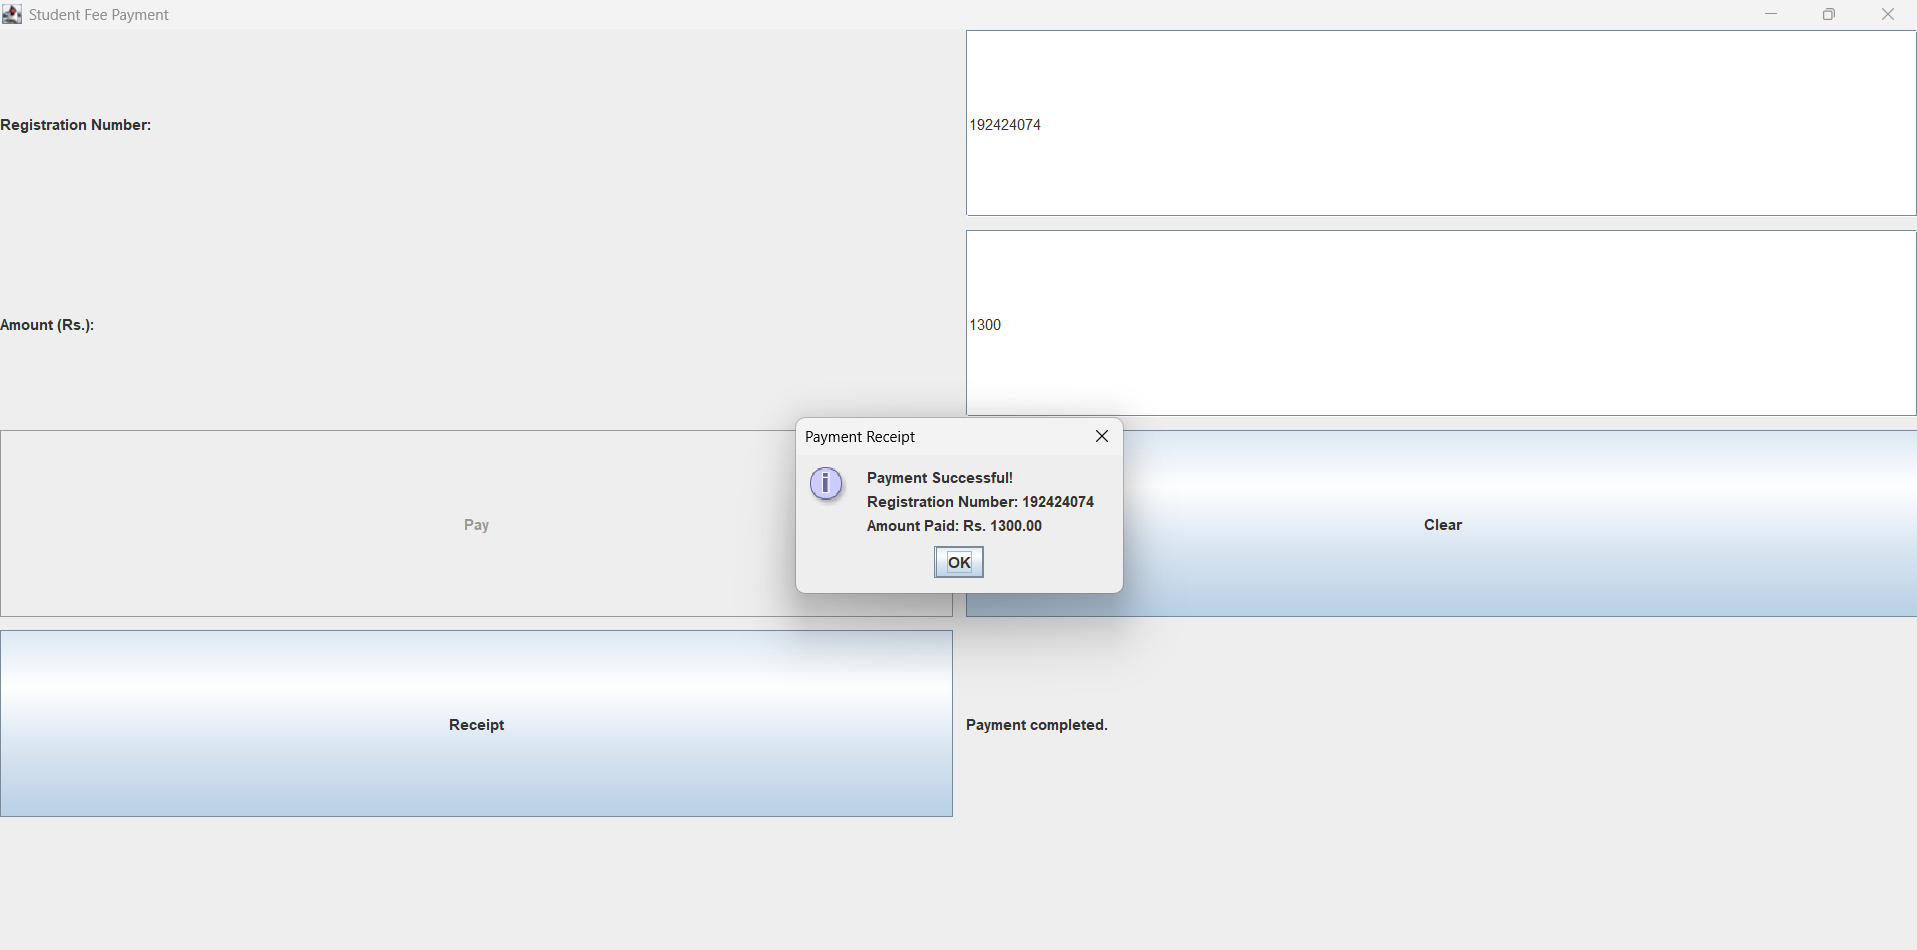 Student Fee Payment
Registration Number:
192424074
Amount (Rs.):
1300
Payment Receipt
i
Payment Successful!
Registration Number: 192424074
Amount Paid: Rs. 1300.00
OK
Pay
Clear
Receipt
Payment completed.